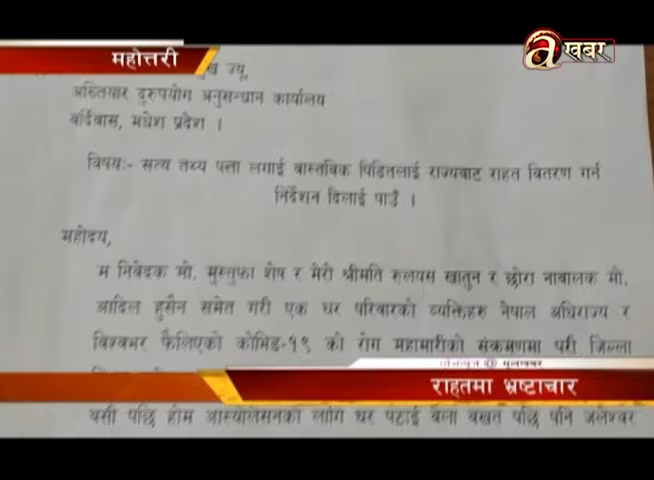 महोत्तरी
a खबर
ज्यू,
अख्तियार दुरुपयोग अनुसन्धान कार्यालय
बर्दिवास, मधेश प्रदेश ।
विषयः- सत्य तथ्य पत्ता लगाई वास्तविक पिडितलाई राज्यबाट राहत वितरण गर्न
निर्देशन दिलाई पाउँ ।
महोदय,
म निवेदक मो. मुस्तुफा शेष र मेरी श्रीमति रुलयस खातुन र छोरा नाबालक मो.
आदिल हुसैन समेत गरी एक घर परिवारको व्यक्तिहरु नेपाल अधिराज्य र
विश्वभर फैलिएको कोभिड-१९ को रोग महामारीको संक्रमणमा परी जिल्ला
राहतमा भ्रष्टाचार
बसी पछि होम आइसोलेसनको लागि घर पठाई बेला बखत पछि पनि जलेश्वर